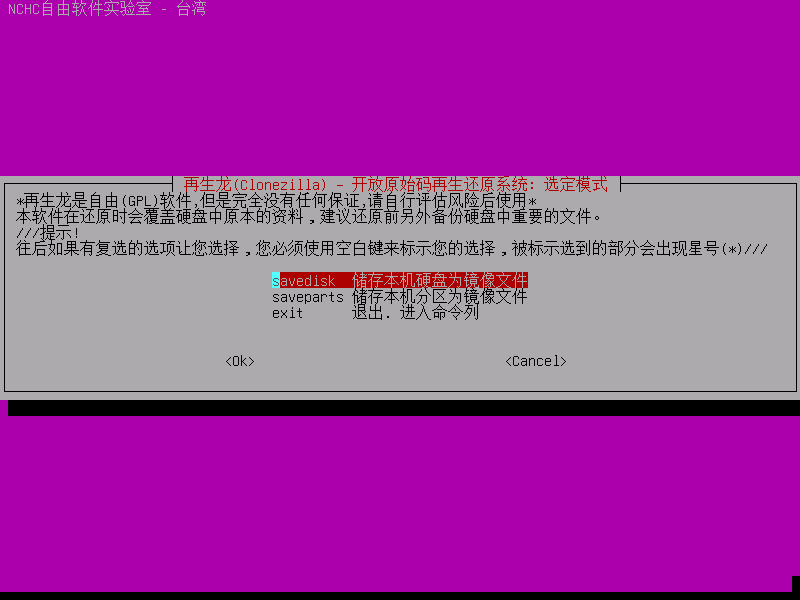 NCHC自由软件实验室 - 台湾
再生龙(Clonezilla) - 开放原始码再生还原系统: 选定模式
*再生龙是自由(GPL)软件,但是完全没有任何保证,请自行评估风险后使用*
本软件在还原时会覆盖硬盘中原本的资料，建议还原前另外备份硬盘中重要的文件。
///提示!
往后如果有复选的选项让您选择，您必须使用空白键来标示您的选择，被标示选到的部分会出现星号(*)///
savedisk 储存本机硬盘为镜像文件
saveparts 储存本机分区为镜像文件
exit 退出. 进入命令列
<Ok> <Cancel>